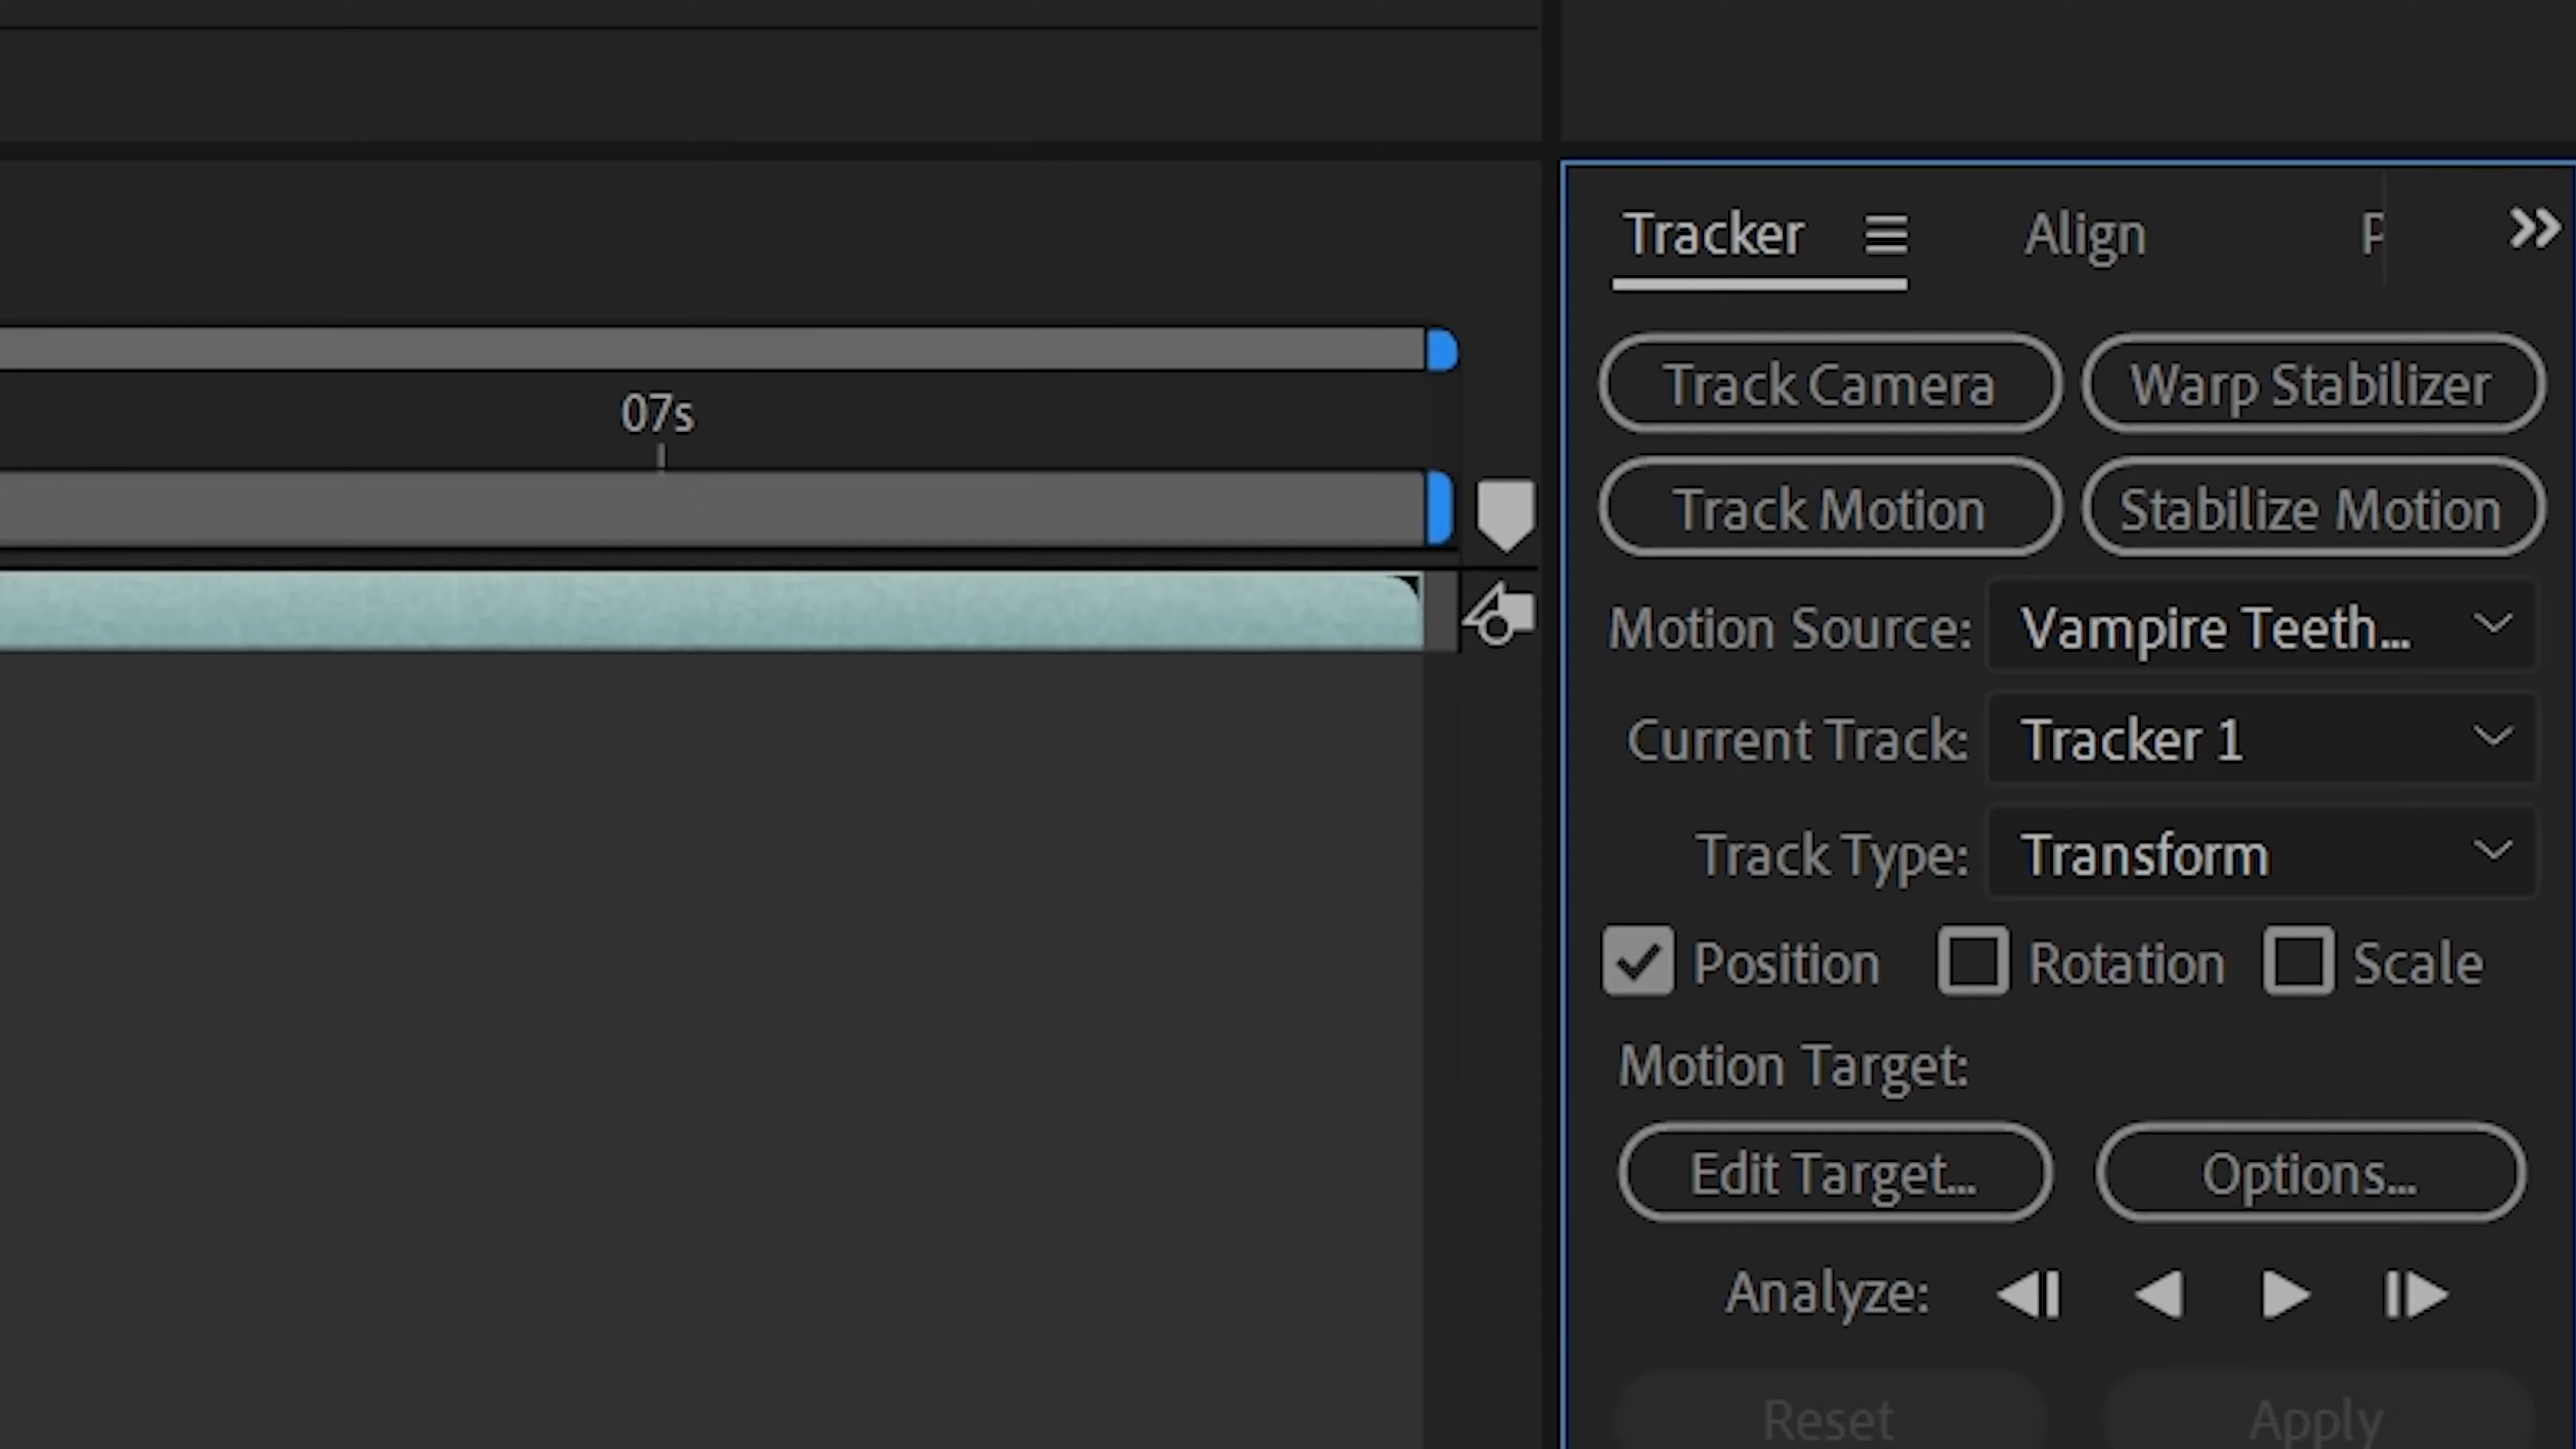 Tracker Align P
07s
Track Camera Warp Stabilizer
Track Motion Stabilize Motion
Motion Source: Vampire Teeth...
Current Track: Tracker 1
Track Type: Transform
Position Rotation Scale
Motion Target:
Edit Target... Options...
Analyze:
Reset Apply